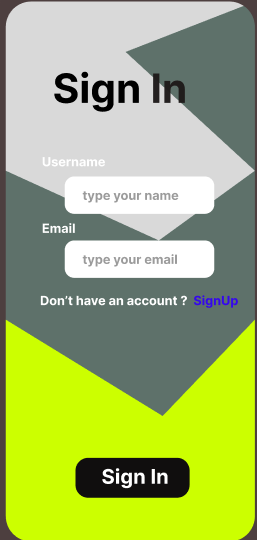 Sign In
Username
type your name
Email
type your email
Don't have an account ? SignUp
Sign In